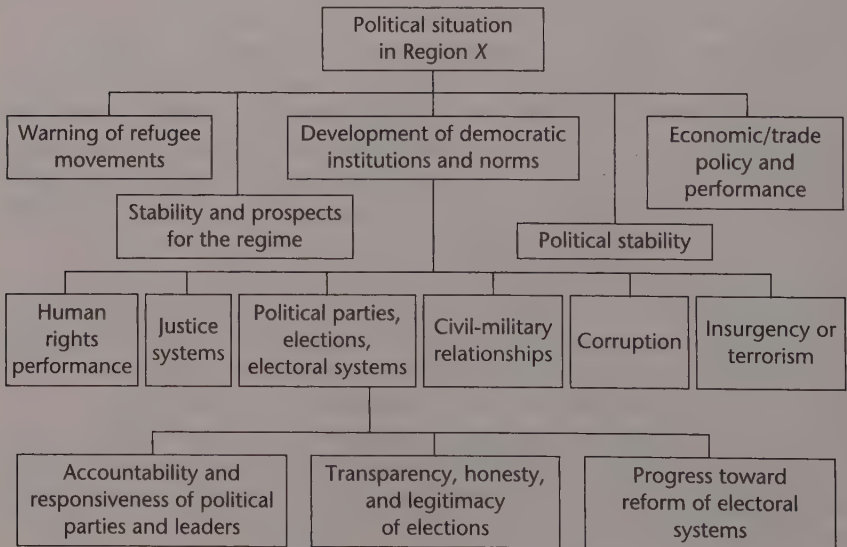 Political situation
in Region X
Warning of refugee
movements
Development of democratic
institutions and norms
Economic/trade
policy and
performance
Stability and prospects
for the regime
Political stability
Human
rights
performance
Justice
systems
Political parties,
elections,
electoral systems
Civil-military
relationships
Corruption
Insurgency or
terrorism
Accountability and
responsiveness of political
parties and leaders
Transparency, honesty,
and legitimacy
of elections
Progress toward
reform of electoral
systems